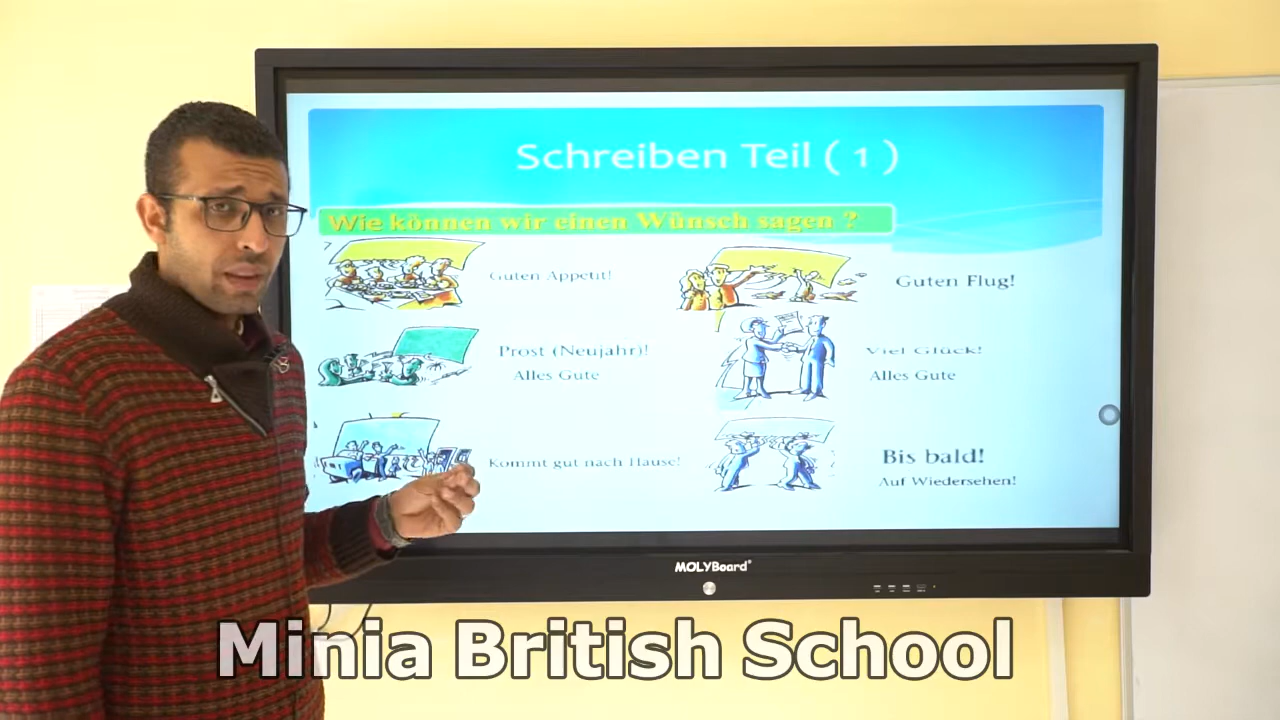 Schreiben Teil ( 1 )
Wie können wir einen Wünsch sagen ?
Guten Appetit!
Guten Flug!
Prost (Neujahr)!
Alles Gute
Viel Glück!
Alles Gute
Kommt gut nach Hause!
Bis bald!
Auf Wiedersehen!
MOLYBoard®
Minia British School